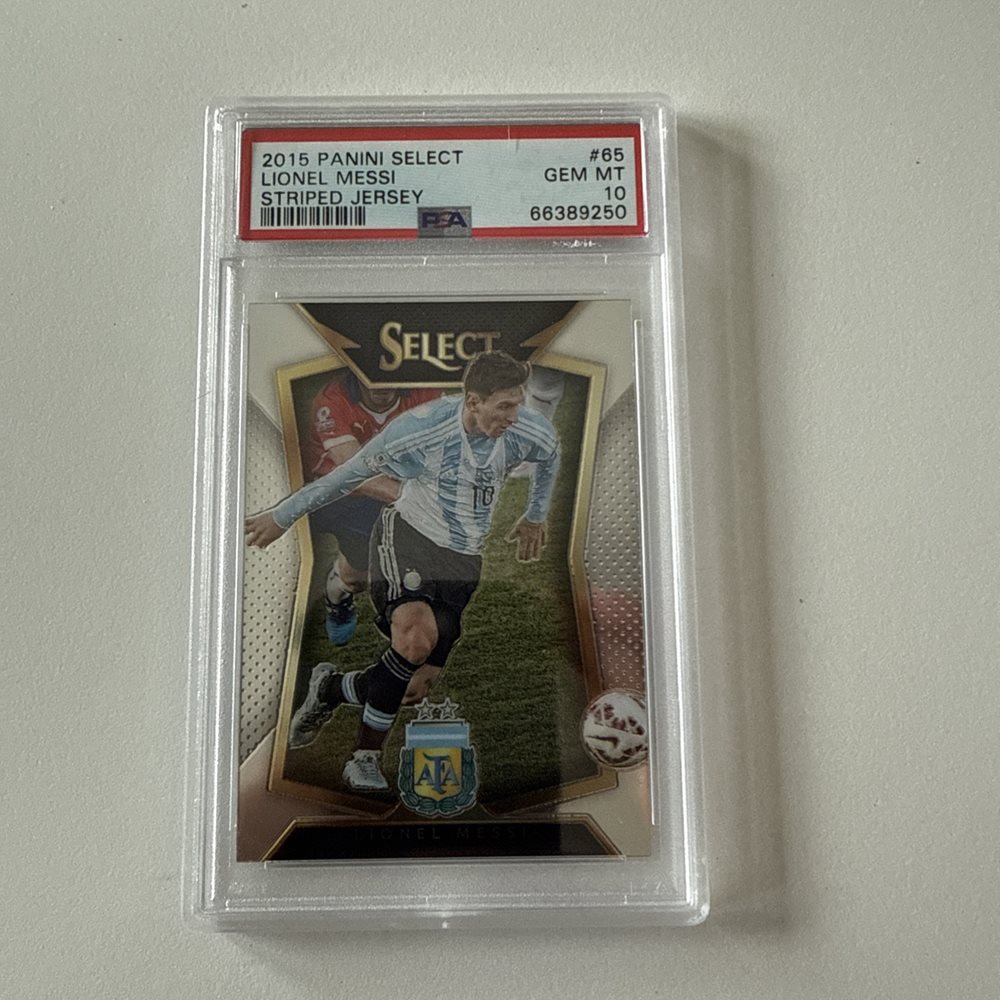 2015 PANINI SELECT #65
LIONEL MESSI GEM MT
STRIPED JERSEY 10
PSA 66389250
SELECT
10
AFA
LIONEL MESSI